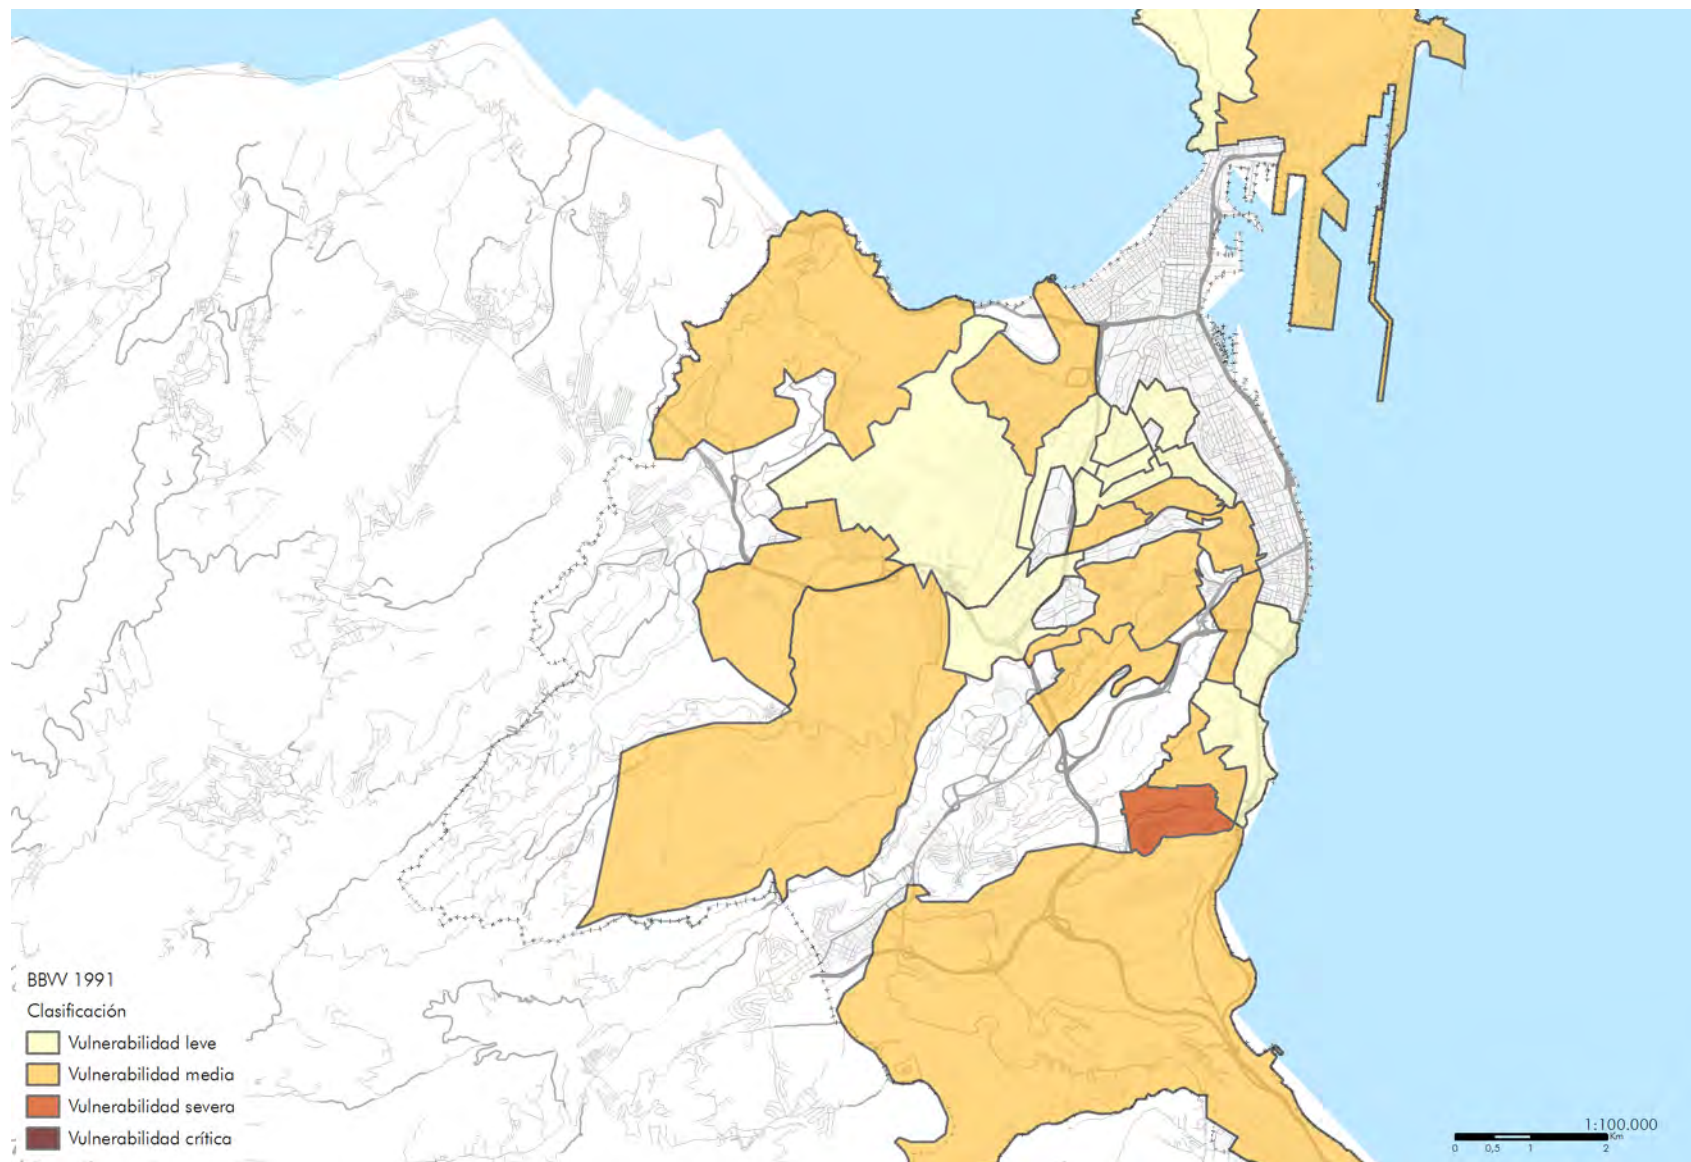 BBVV 1991
Clasificación
Vulnerabilidad leve
Vulnerabilidad media
Vulnerabilidad severa
Vulnerabilidad crítica
1:100.000
Km
0 0,5 1 2